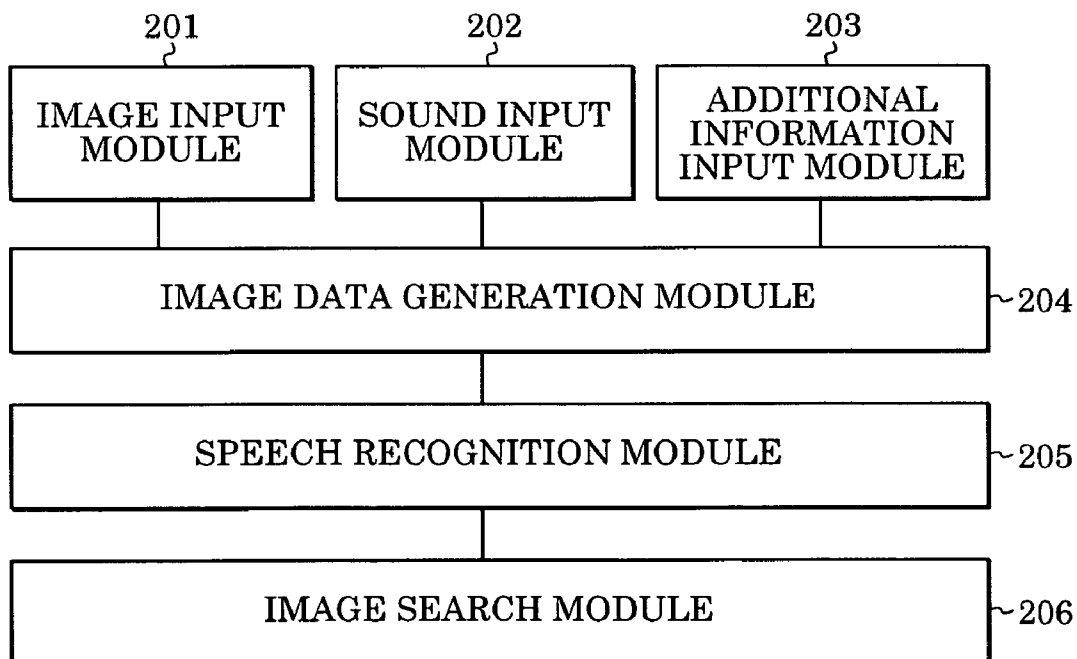 201
202
203
IMAGE INPUT
MODULE
SOUND INPUT
MODULE
ADDITIONAL
INFORMATION
INPUT MODULE
IMAGE DATA GENERATION MODULE
204
SPEECH RECOGNITION MODULE
205
IMAGE SEARCH MODULE
206